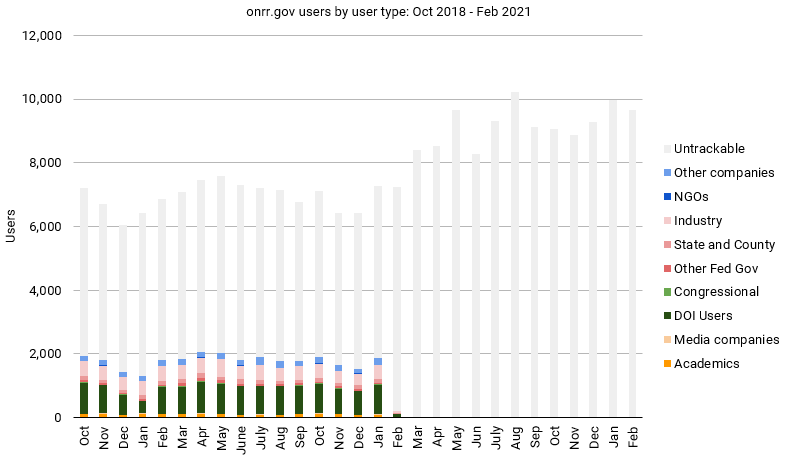 onrr.gov users by user type: Oct 2018 - Feb 2021
12,000
10,000
8,000
6,000
4,000
2,000
0
Users
Oct
Nov
Dec
Jan
Feb
Mar
Apr
May
June
July
Aug
Sep
Oct
Nov
Dec
Jan
Feb
Mar
Apr
May
Jun
July
Aug
Sep
Oct
Nov
Dec
Jan
Feb
Untrackable
Other companies
NGOs
Industry
State and County
Other Fed Gov
Congressional
DOI Users
Media companies
Academics